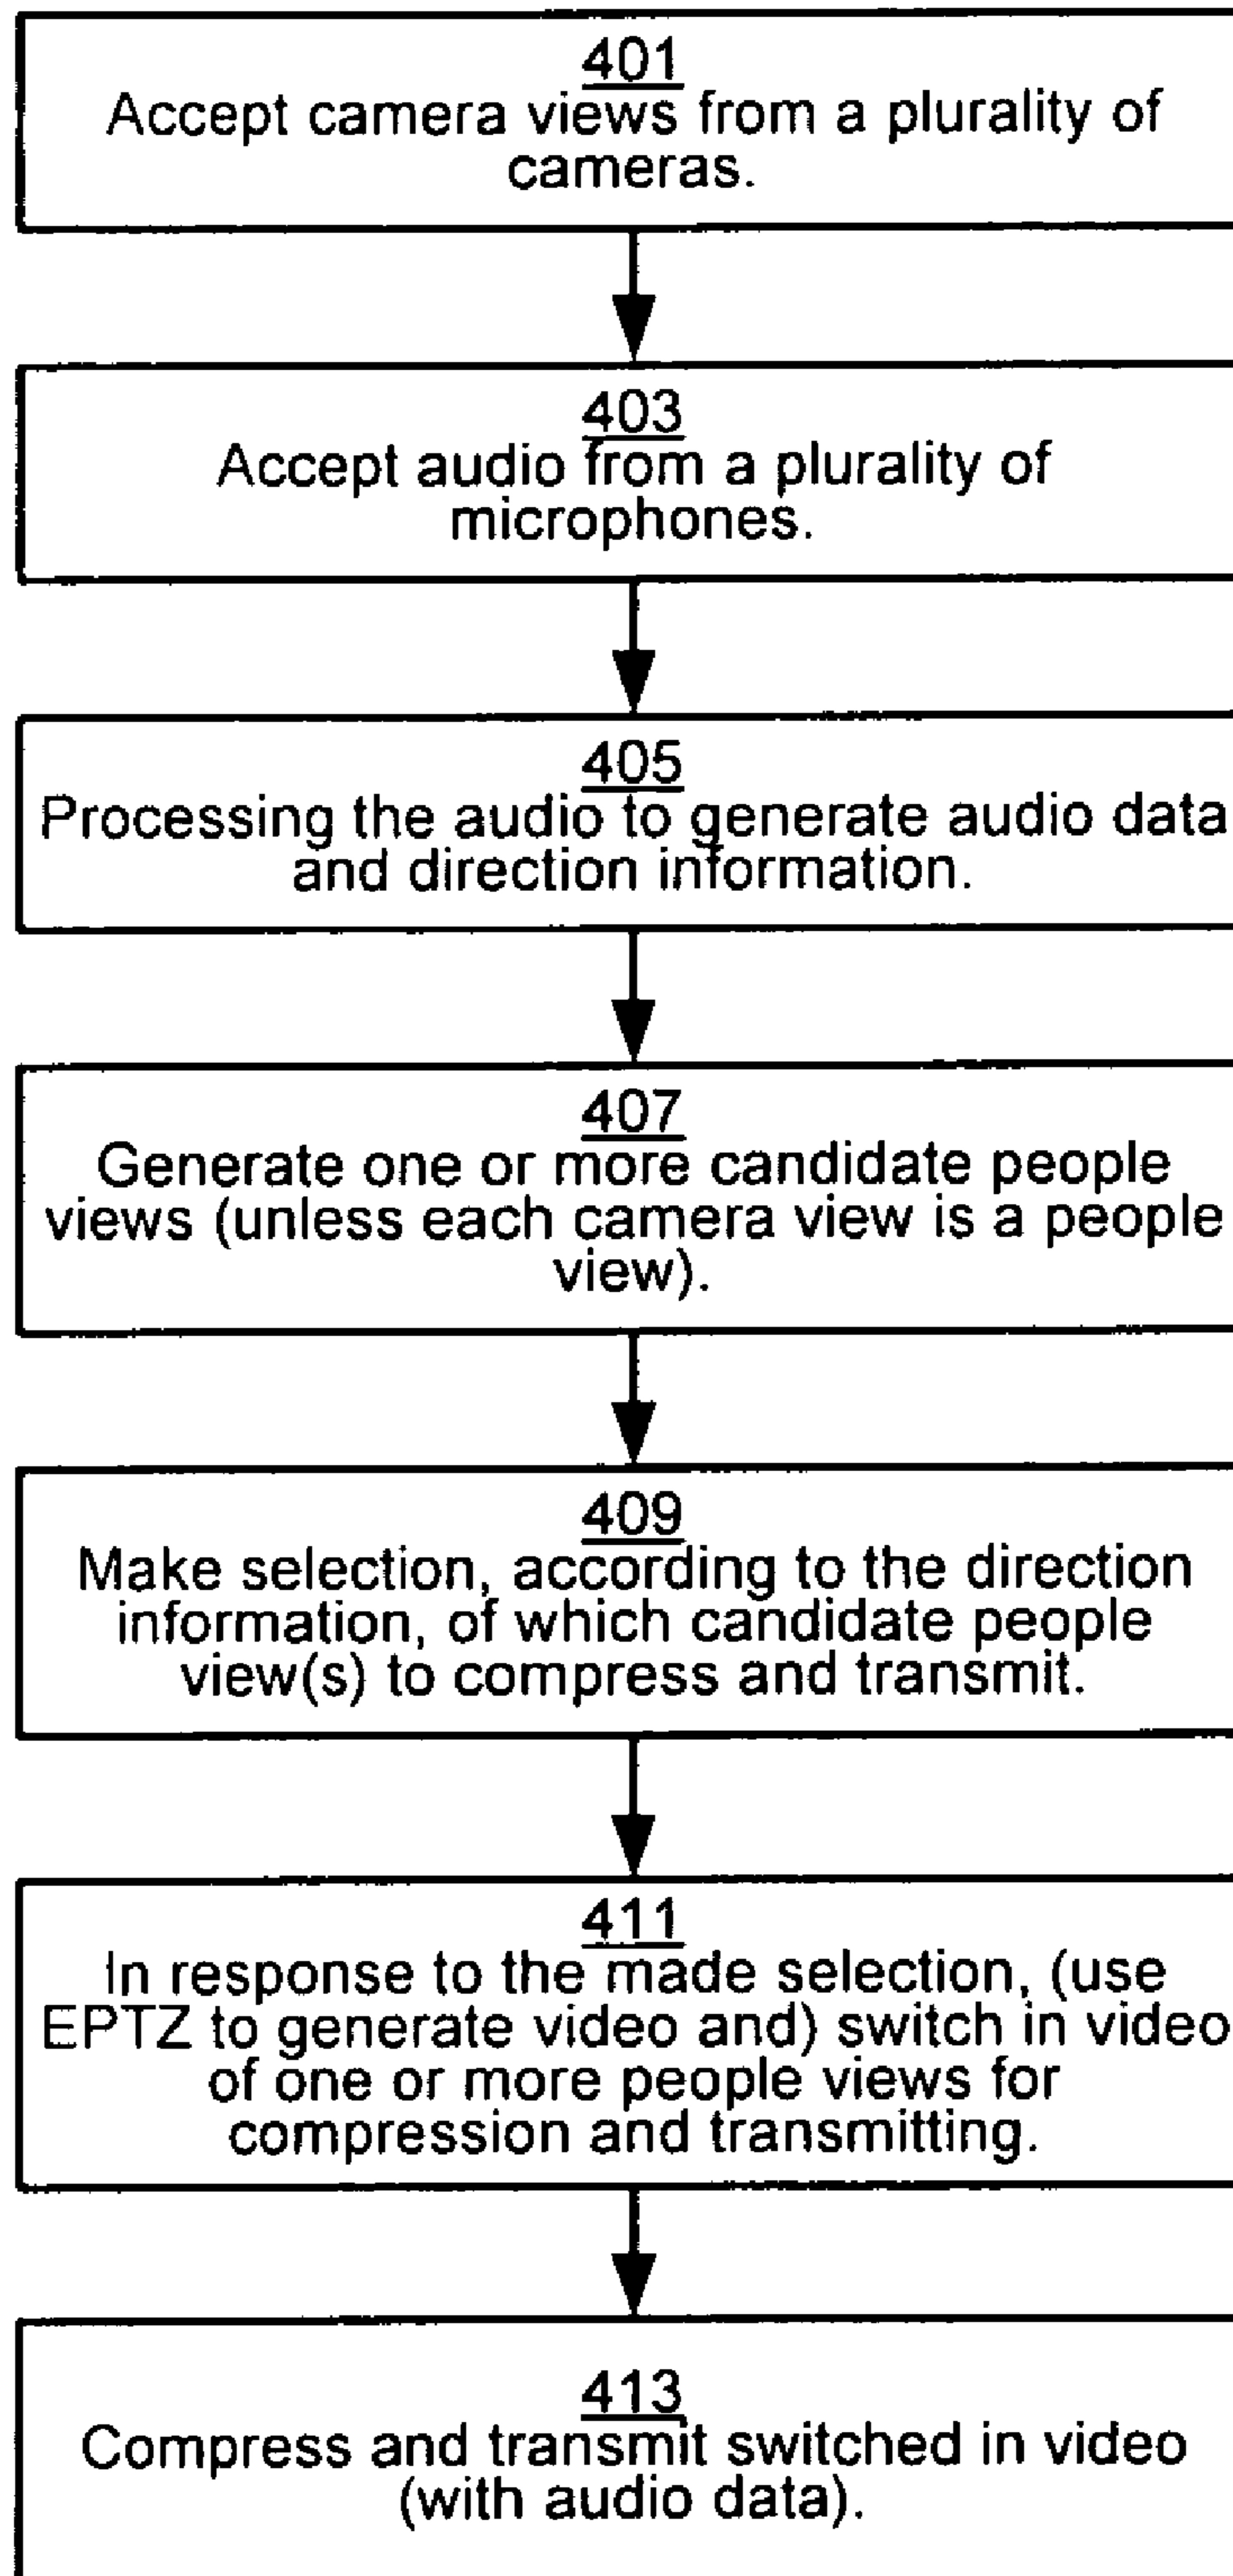 401
Accept camera views from a plurality of
cameras.
403
Accept audio from a plurality of
microphones.
405
Processing the audio to generate audio data
and direction information.
407
Generate one or more candidate people
views (unless each camera view is a people
view).
409
Make selection, according to the direction
information, of which candidate people
view(s) to compress and transmit.
411
In response to the made selection, (use
EPTZ to generate video and) switch in video
of one or more people views for
compression and transmitting.
413
Compress and transmit switched in video
(with audio data).